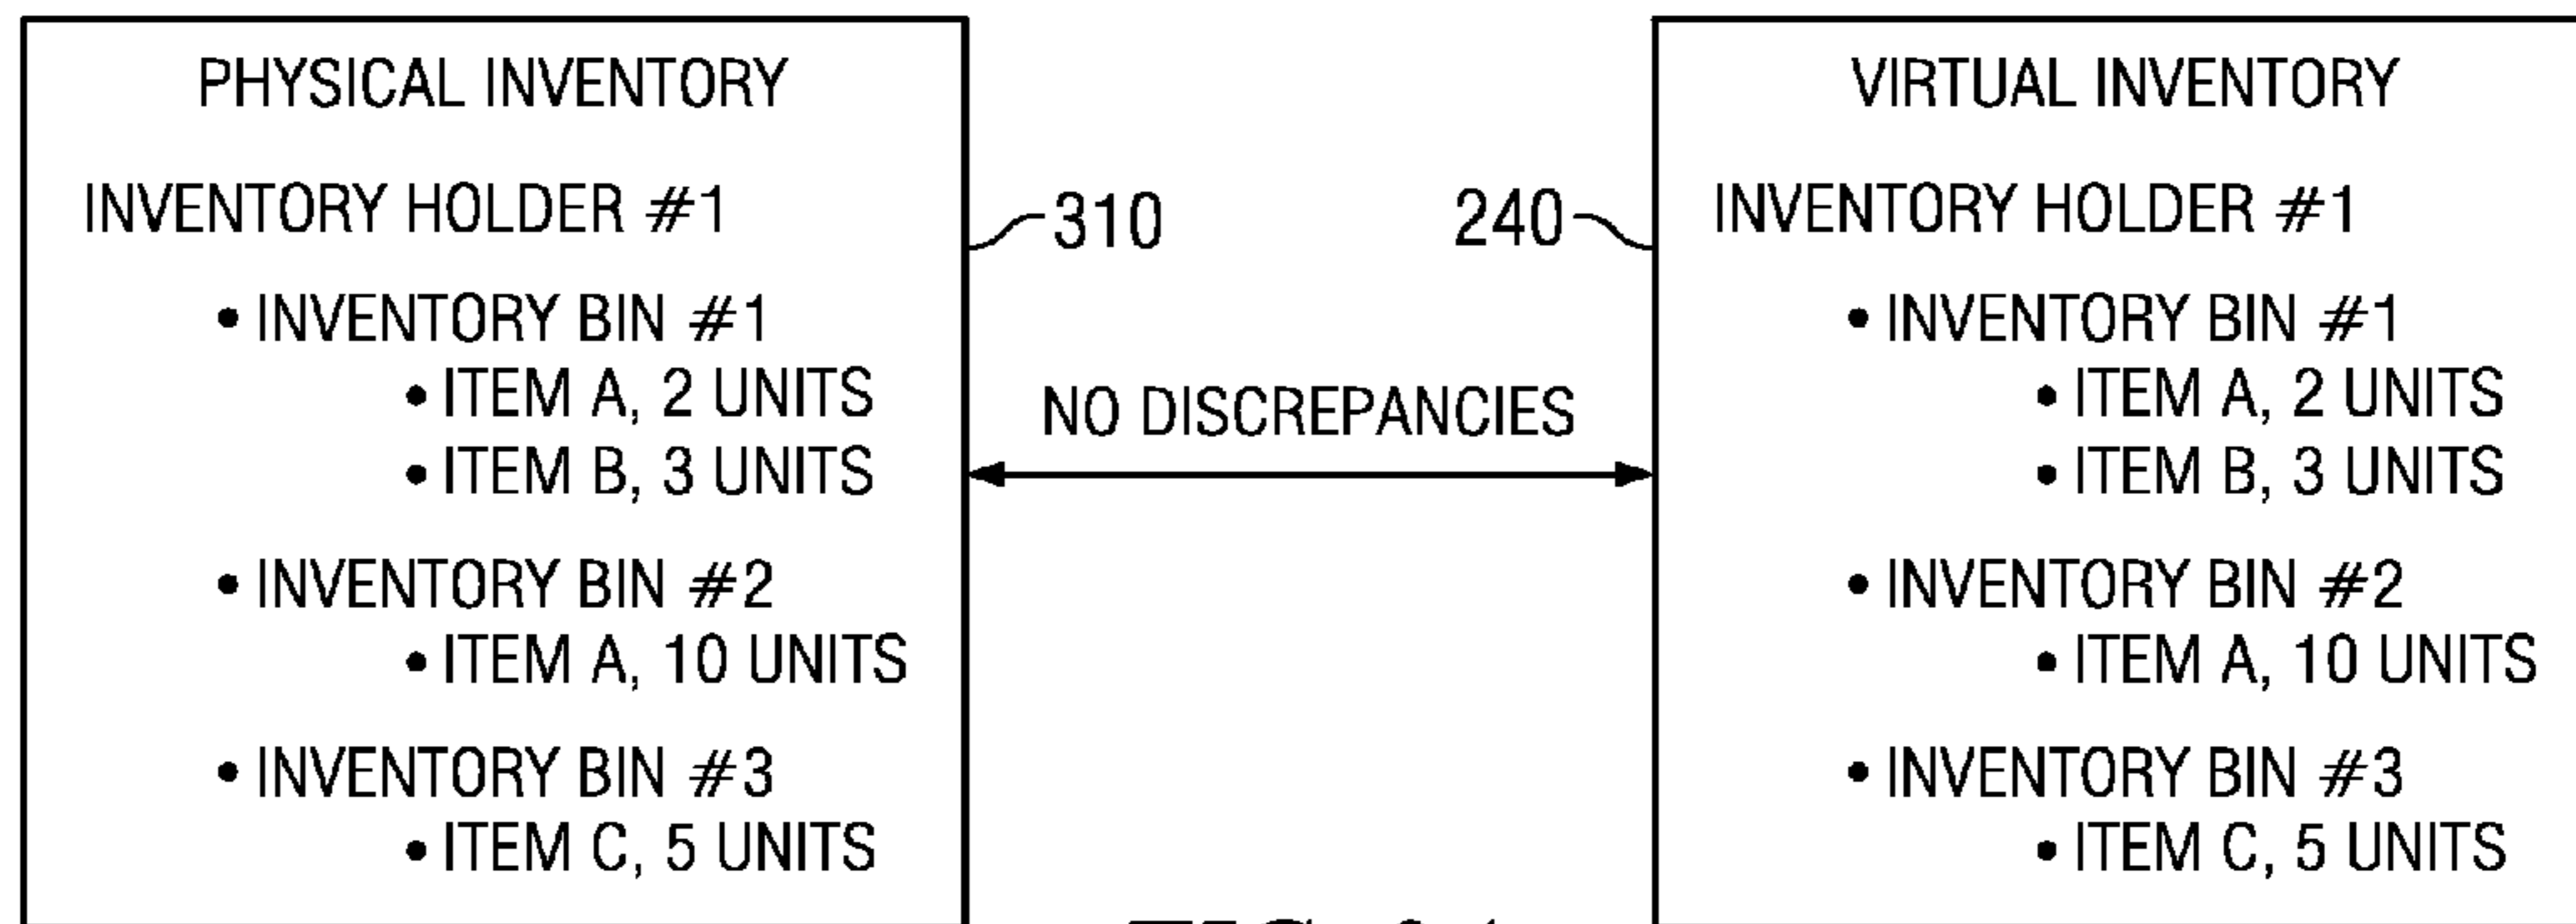 PHYSICAL INVENTORY
INVENTORY HOLDER #1
• INVENTORY BIN #1
• ITEM A, 2 UNITS
• ITEM B, 3 UNITS
• INVENTORY BIN #2
• ITEM A, 10 UNITS
• INVENTORY BIN #3
• ITEM C, 5 UNITS
310
NO DISCREPANCIES
240
VIRTUAL INVENTORY
INVENTORY HOLDER #1
• INVENTORY BIN #1
• ITEM A, 2 UNITS
• ITEM B, 3 UNITS
• INVENTORY BIN #2
• ITEM A, 10 UNITS
• INVENTORY BIN #3
• ITEM C, 5 UNITS